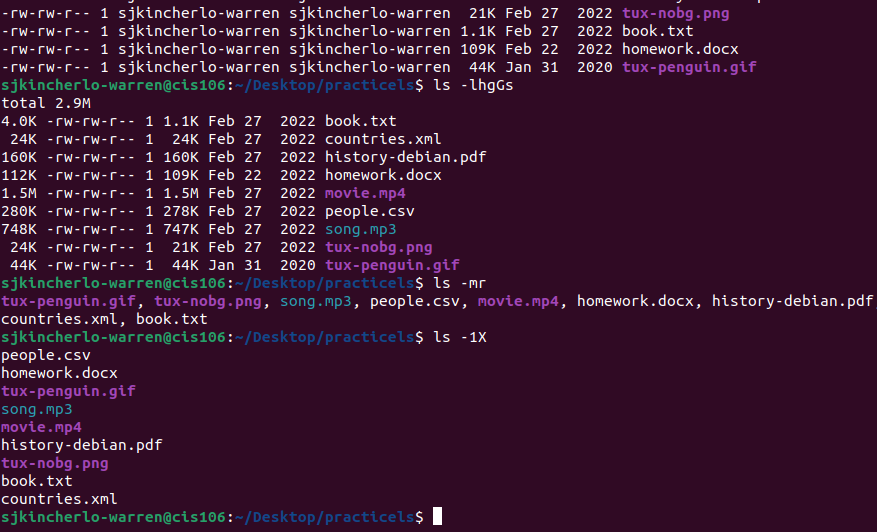 -rw-rw-r-- 1 sjkincherlo-warren sjkincherlo-warren  21K Feb 27  2022 tux-nobg.png
-rw-rw-r-- 1 sjkincherlo-warren sjkincherlo-warren 1.1K Feb 27  2022 book.txt
-rw-rw-r-- 1 sjkincherlo-warren sjkincherlo-warren 109K Feb 22  2022 homework.docx
-rw-rw-r-- 1 sjkincherlo-warren sjkincherlo-warren  44K Jan 31  2020 tux-penguin.gif
sjkincherlo-warren@cis106:~/Desktop/practicels$ ls -lhgGs
total 2.9M
4.0K -rw-rw-r-- 1 1.1K Feb 27  2022 book.txt
 24K -rw-rw-r-- 1  24K Feb 27  2022 countries.xml
160K -rw-rw-r-- 1 160K Feb 27  2022 history-debian.pdf
112K -rw-rw-r-- 1 109K Feb 22  2022 homework.docx
1.5M -rw-rw-r-- 1 1.5M Feb 27  2022 movie.mp4
280K -rw-rw-r-- 1 278K Feb 27  2022 people.csv
748K -rw-rw-r-- 1 747K Feb 27  2022 song.mp3
 24K -rw-rw-r-- 1  21K Feb 27  2022 tux-nobg.png
 44K -rw-rw-r-- 1  44K Jan 31  2020 tux-penguin.gif
sjkincherlo-warren@cis106:~/Desktop/practicels$ ls -mr
tux-penguin.gif, tux-nobg.png, song.mp3, people.csv, movie.mp4, homework.docx, history-debian.pdf,
countries.xml, book.txt
sjkincherlo-warren@cis106:~/Desktop/practicels$ ls -1X
people.csv
homework.docx
tux-penguin.gif
song.mp3
movie.mp4
history-debian.pdf
tux-nobg.png
book.txt
countries.xml
sjkincherlo-warren@cis106:~/Desktop/practicels$